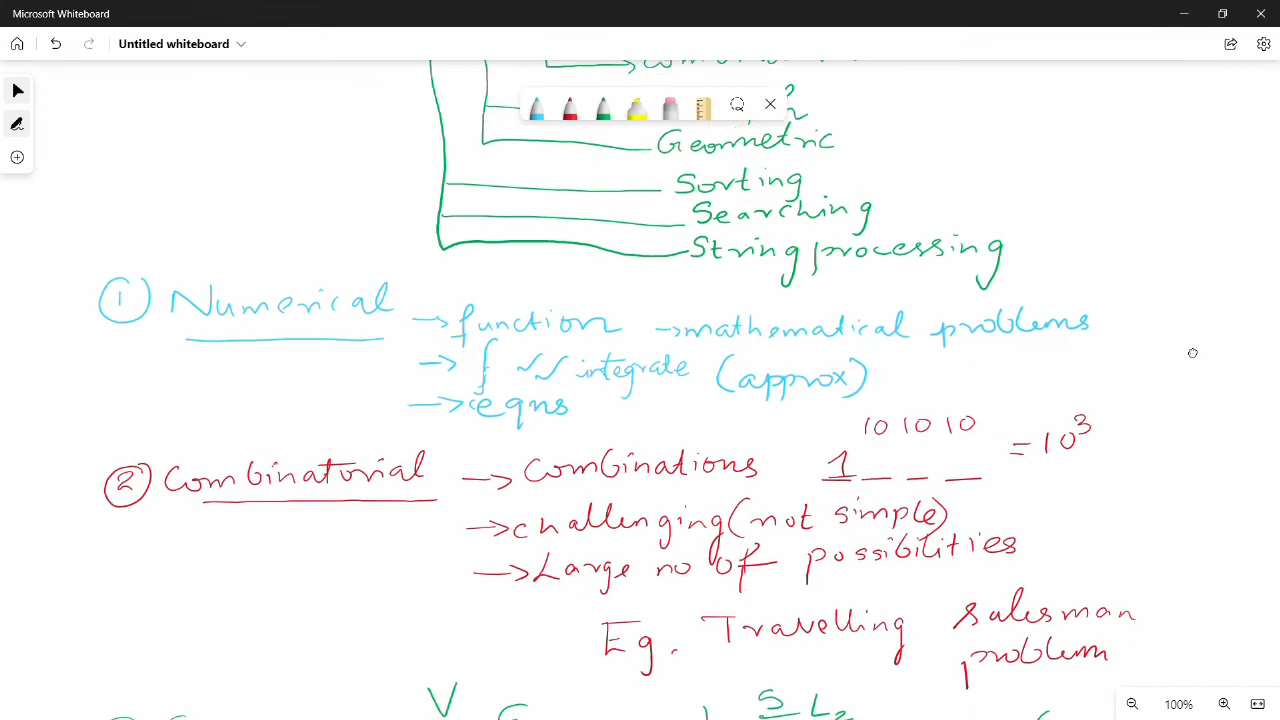 Microsoft Whiteboard
Untitled whiteboard
Geometric
Sorting
Searching
String processing
① Numerical → function → mathematical problems
→ ∫ integrate (approx)
→ eqns
10 10 10 = 10³
② Combinatorial → combinations 1 _ _ _
→ challenging (not simple)
→ Large no of possibilities
Eg. Travelling salesman
problem
V S L2
100%